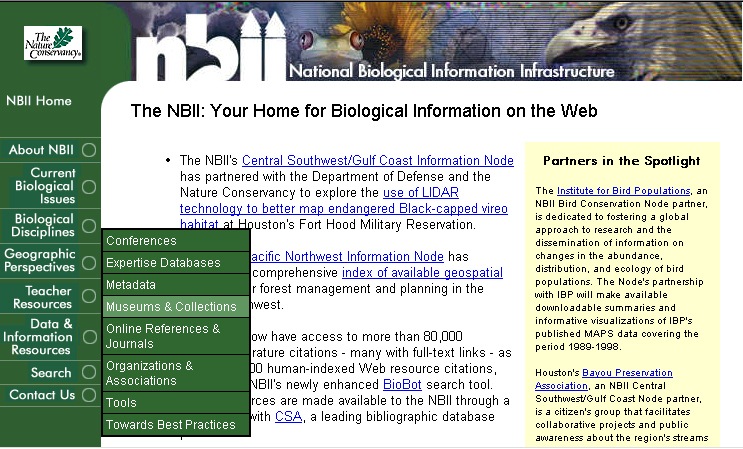 The
Nature
Conservancy®
nbii
National Biological Information Infrastructure
NBII Home
About NBII
Current
Biological
Issues
Biological
Disciplines
Geographic
Perspectives
Teacher
Resources
Data &
Information
Resources
Search
Contact Us
Conferences
Expertise Databases
Metadata
Museums & Collections
Online References &
Journals
Organizations &
Associations
Tools
Towards Best Practices
The NBII: Your Home for Biological Information on the Web
• The NBII's Central Southwest/Gulf Coast Information Node
has partnered with the Department of Defense and the
Nature Conservancy to explore the use of LIDAR
technology to better map endangered Black-capped vireo
habitat at Houston's Fort Hood Military Reservation.
acific Northwest Information Node has
comprehensive index of available geospatial
r forest management and planning in the
west.
ow have access to more than 80,000
rature citations - many with full-text links - as
00 human-indexed Web resource citations,
NBII's newly enhanced BioBot search tool.
rces are made available to the NBII through a
with CSA, a leading bibliographic database
Partners in the Spotlight
The Institute for Bird Populations, an
NBII Bird Conservation Node partner,
is dedicated to fostering a global
approach to research and the
dissemination of information on
changes in the abundance,
distribution, and ecology of bird
populations. The Node's partnership
with IBP will make available
downloadable summaries and
informative visualizations of IBP's
published MAPS data covering the
period 1989-1998.
Houston's Bayou Preservation
Association, an NBII Central
Southwest/Gulf Coast Node partner,
is a citizen's group that facilitates
collaborative projects and public
awareness about the region's streams